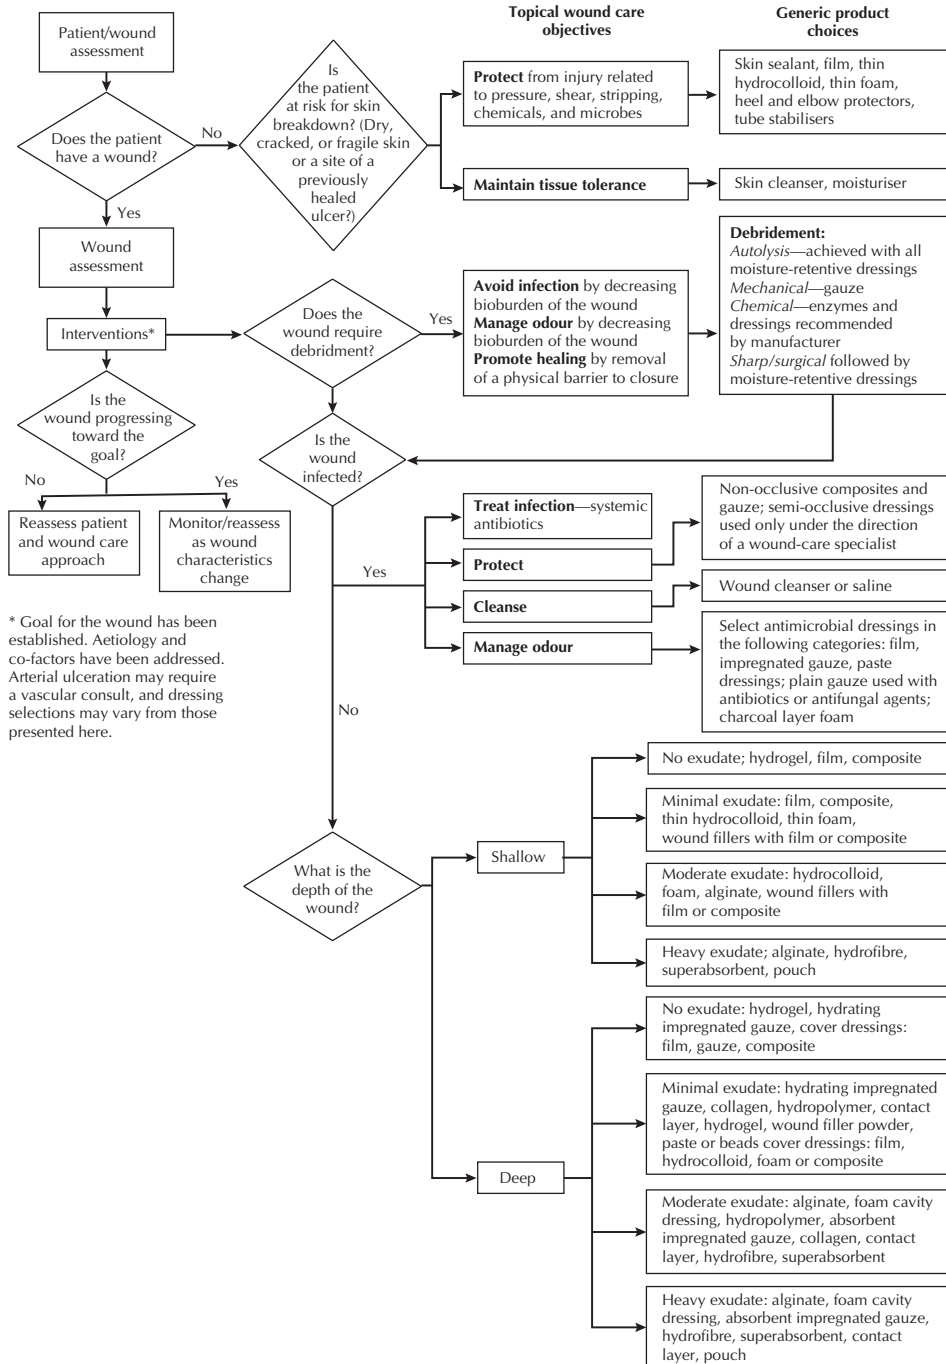 Topical wound care
objectives
Generic product
choices
Patient/wound
assessment
Does the patient
have a wound?
No
Yes
Is
the patient
at risk for skin
breakdown? (Dry,
cracked, or fragile skin
or a site of a
previously
healed
ulcer?)
Protect from injury related
to pressure, shear, stripping,
chemicals, and microbes
Skin sealant, film, thin
hydrocolloid, thin foam,
heel and elbow protectors,
tube stabilisers
Maintain tissue tolerance
Skin cleanser, moisturiser
Wound
assessment
Interventions*
Does the
wound require
debridment?
Yes
Avoid infection by decreasing
bioburden of the wound
Manage odour by decreasing
bioburden of the wound
Promote healing by removal
of a physical barrier to closure
Debridement:
Autolysis—achieved with all
moisture-retentive dressings
Mechanical—gauze
Chemical—enzymes and
dressings recommended
by manufacturer
Sharp/surgical followed by
moisture-retentive dressings
Is the
wound progressing
toward the
goal?
No
Yes
Reassess patient
and wound care
approach
Monitor/reassess
as wound
characteristics
change
Is the
wound
infected?
Yes
No
Treat infection—systemic
antibiotics
Protect
Non-occlusive composites and
gauze; semi-occlusive dressings
used only under the direction
of a wound-care specialist
Cleanse
Wound cleanser or saline
Manage odour
Select antimicrobial dressings in
the following categories: film,
impregnated gauze, paste
dressings; plain gauze used with
antibiotics or antifungal agents;
charcoal layer foam
* Goal for the wound has been
established. Aetiology and
co-factors have been addressed.
Arterial ulceration may require
a vascular consult, and dressing
selections may vary from those
presented here.
What is the
depth of the
wound?
Shallow
No exudate; hydrogel, film, composite
Minimal exudate: film, composite,
thin hydrocolloid, thin foam,
wound fillers with film or composite
Moderate exudate: hydrocolloid,
foam, alginate, wound fillers with
film or composite
Heavy exudate; alginate, hydrofibre,
superabsorbent, pouch
Deep
No exudate: hydrogel, hydrating
impregnated gauze, cover dressings:
film, gauze, composite
Minimal exudate: hydrating impregnated
gauze, collagen, hydropolymer, contact
layer, hydrogel, wound filler powder,
paste or beads cover dressings: film,
hydrocolloid, foam or composite
Moderate exudate: alginate, foam cavity
dressing, hydropolymer, absorbent
impregnated gauze, collagen, contact
layer, hydrofibre, superabsorbent
Heavy exudate: alginate, foam cavity
dressing, absorbent impregnated gauze,
hydrofibre, superabsorbent, contact
layer, pouch